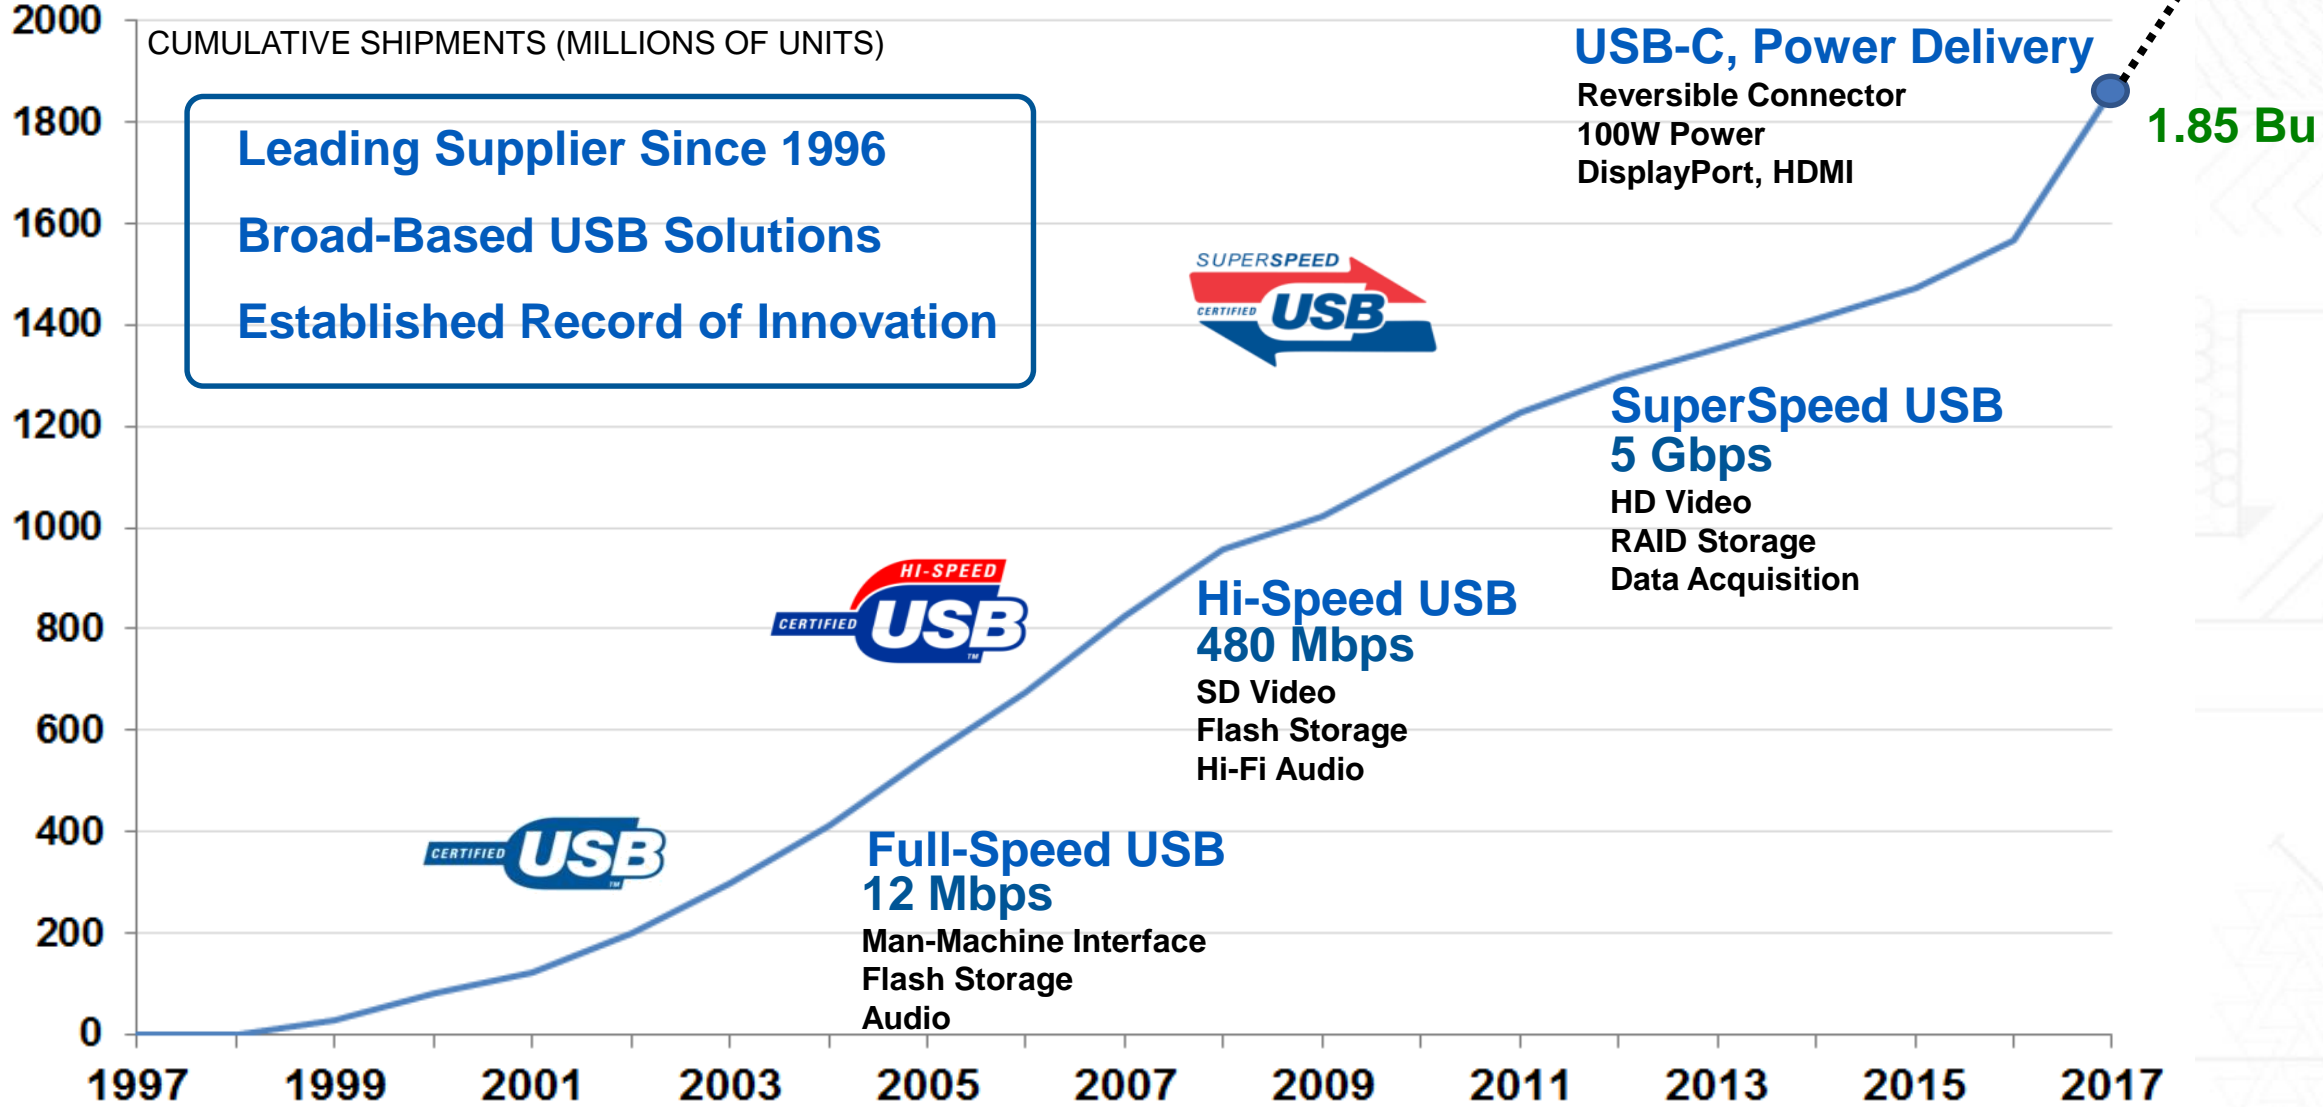 2000
1800
1600
1400
1200
1000
800
600
400
200
0
CUMULATIVE SHIPMENTS (MILLIONS OF UNITS)
Leading Supplier Since 1996
Broad-Based USB Solutions
Established Record of Innovation
USB-C, Power Delivery
Reversible Connector
100W Power
DisplayPort, HDMI
1.85 Bu
SUPERSPEED
CERTIFIED USB
SuperSpeed USB
5 Gbps
HD Video
RAID Storage
Data Acquisition
HI-SPEED
CERTIFIED USB™
Hi-Speed USB
480 Mbps
SD Video
Flash Storage
Hi-Fi Audio
CERTIFIED USB™
Full-Speed USB
12 Mbps
Man-Machine Interface
Flash Storage
Audio
1997 1999 2001 2003 2005 2007 2009 2011 2013 2015 2017